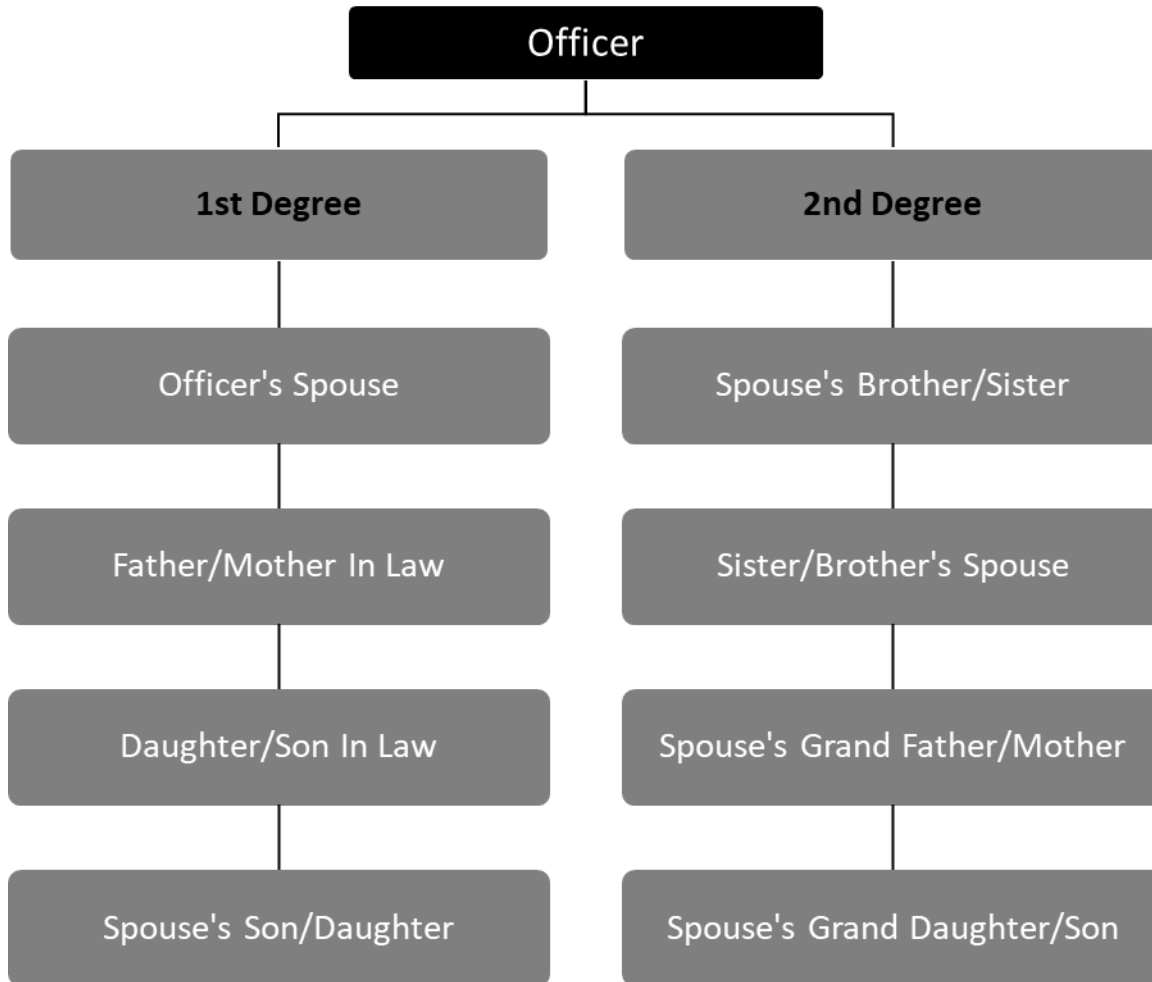 Officer
1st Degree
2nd Degree
Officer's Spouse
Spouse's Brother/Sister
Father/Mother In Law
Sister/Brother's Spouse
Daughter/Son In Law
Spouse's Grand Father/Mother
Spouse's Son/Daughter
Spouse's Grand Daughter/Son